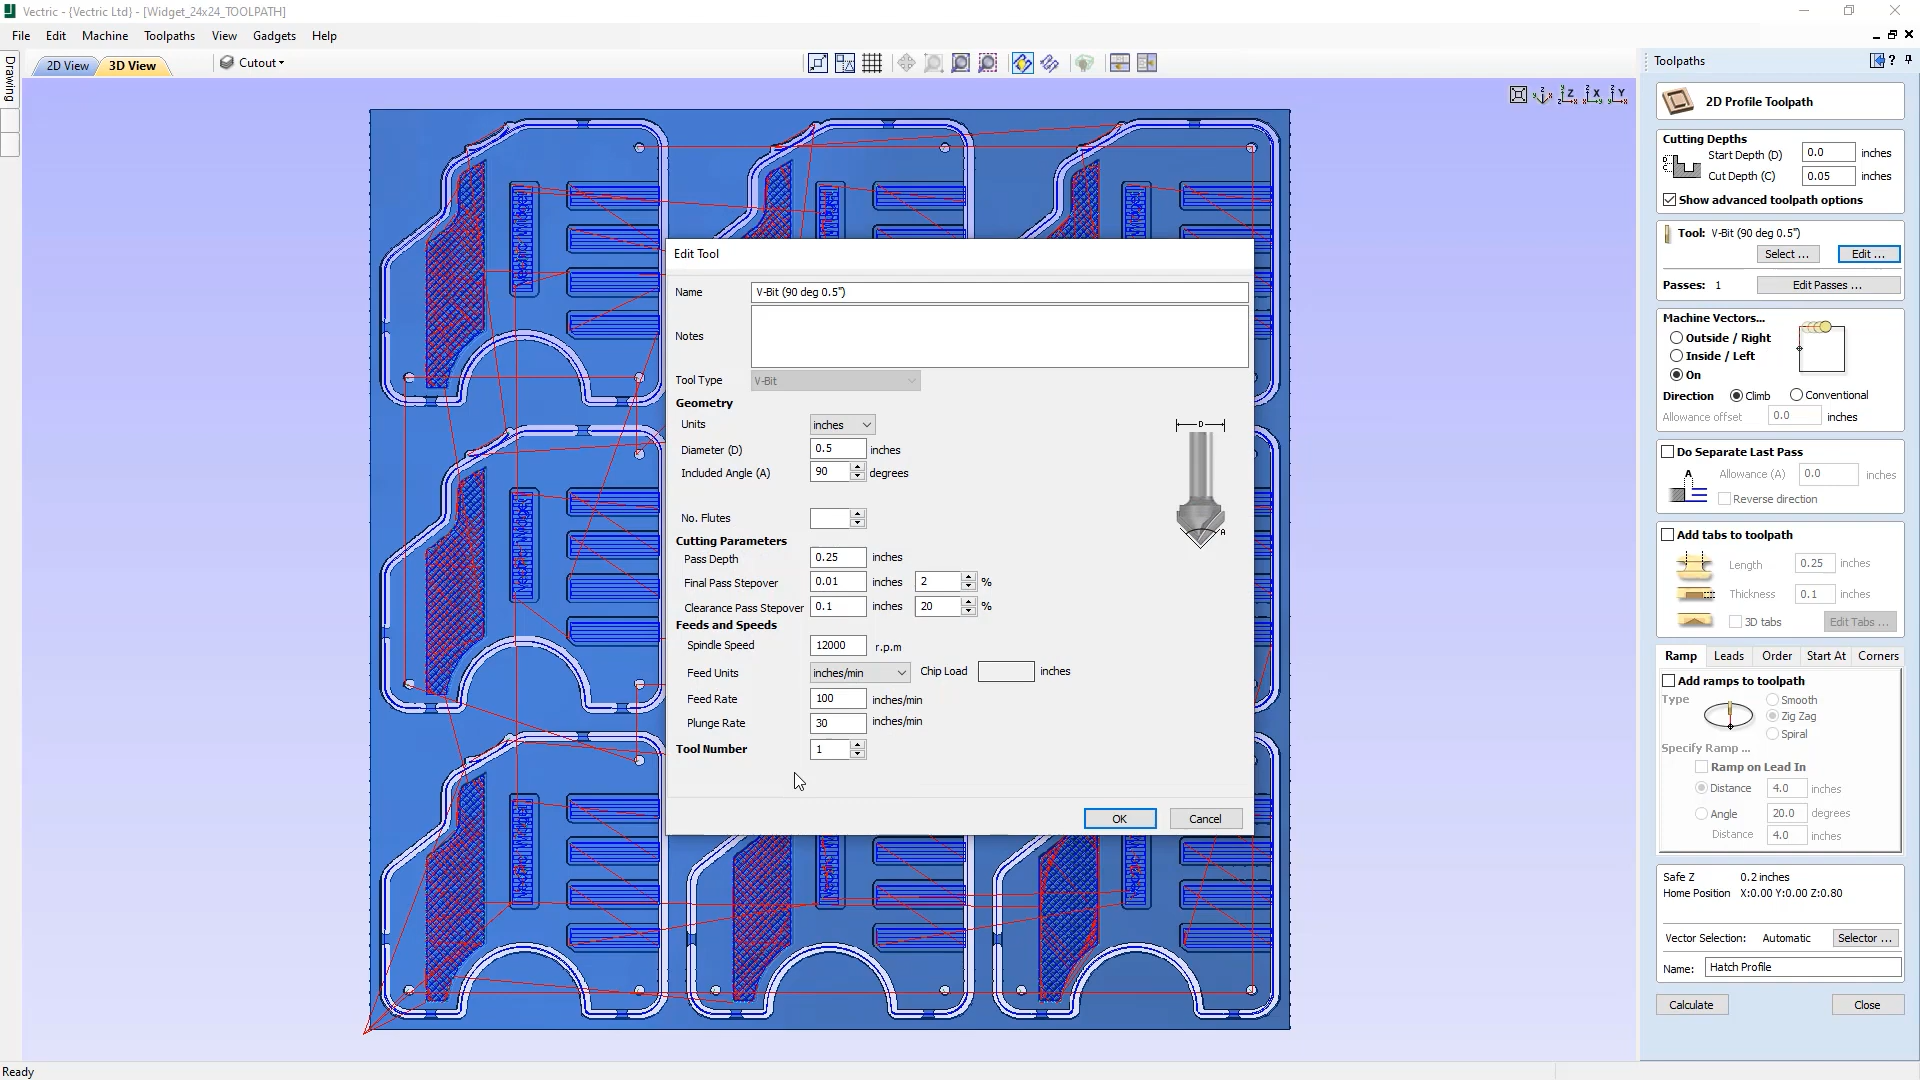 Vectric - {Vectric Ltd} - [Widget_24x24_TOOLPATH]
File Edit Machine Toolpaths View Gadgets Help
Drawing
2D View 3D View Cutout
Edit Tool
Name V-Bit (90 deg 0.5")
Notes
Tool Type V-Bit
Geometry
Units inches
Diameter (D) 0.5 inches
Included Angle (A) 90 degrees
No. Flutes
D
A
Cutting Parameters
Pass Depth 0.25 inches
Final Pass Stepover 0.01 inches 2 %
Clearance Pass Stepover 0.1 inches 20 %
Feeds and Speeds
Spindle Speed 12000 r.p.m
Feed Units inches/min Chip Load inches
Feed Rate 100 inches/min
Plunge Rate 30 inches/min
Tool Number 1
OK Cancel
Toolpaths
2D Profile Toolpath
Cutting Depths
Start Depth (D) 0.0 inches
Cut Depth (C) 0.05 inches
Show advanced toolpath options
Tool: V-Bit (90 deg 0.5")
Select ... Edit ...
Passes: 1 Edit Passes ...
Machine Vectors...
Outside / Right
Inside / Left
On
Direction Climb Conventional
Allowance offset 0.0 inches
Do Separate Last Pass
A Allowance (A) 0.0 inches
Reverse direction
Add tabs to toolpath
Length 0.25 inches
Thickness 0.1 inches
3D tabs Edit Tabs ...
Ramp Leads Order Start At Corners
Add ramps to toolpath
Type Smooth
Zig Zag
Spiral
Specify Ramp ...
Ramp on Lead In
Distance 4.0 inches
Angle 20.0 degrees
Distance 4.0 inches
Safe Z 0.2 inches
Home Position X:0.00 Y:0.00 Z:0.80
Vector Selection: Automatic Selector ...
Name: Hatch Profile
Calculate Close
Ready